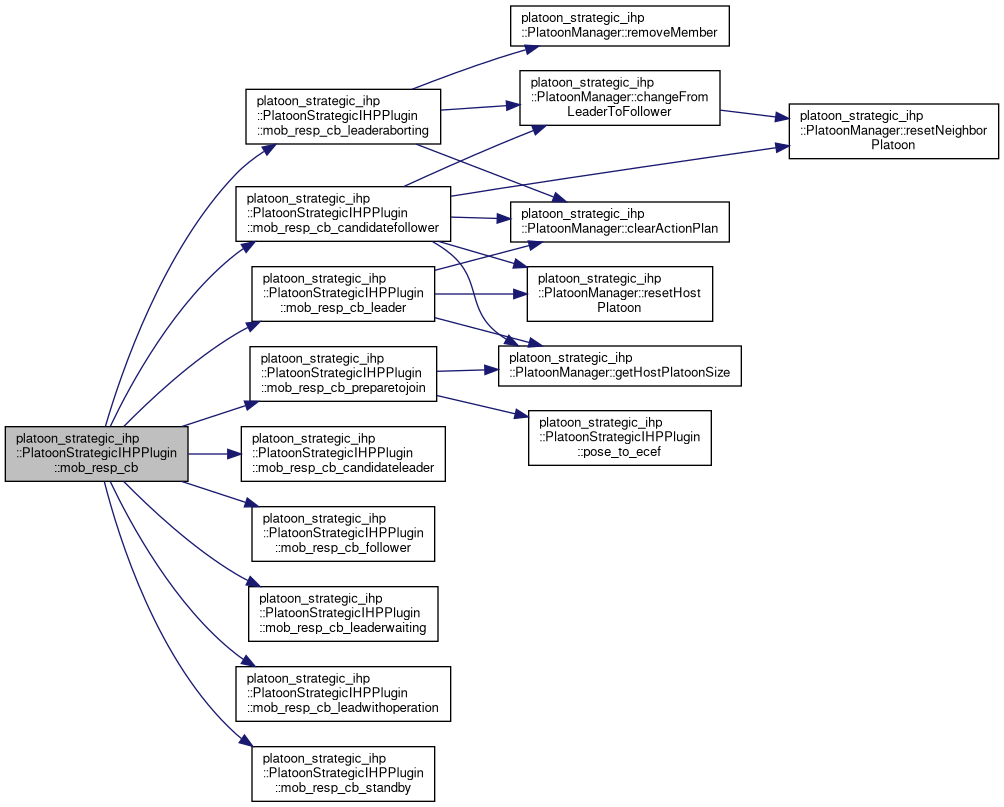 platoon_strategic_ihp
::PlatoonManager::removeMember
platoon_strategic_ihp
::PlatoonManager::changeFrom
LeaderToFollower
platoon_strategic_ihp
::PlatoonStrategicIHPPlugin
::mob_resp_cb_leaderaborting
platoon_strategic_ihp
::PlatoonManager::resetNeighbor
Platoon
platoon_strategic_ihp
::PlatoonStrategicIHPPlugin
::mob_resp_cb_candidatefollower
platoon_strategic_ihp
::PlatoonManager::clearActionPlan
platoon_strategic_ihp
::PlatoonStrategicIHPPlugin
::mob_resp_cb_leader
platoon_strategic_ihp
::PlatoonManager::resetHost
Platoon
platoon_strategic_ihp
::PlatoonStrategicIHPPlugin
::mob_resp_cb_preparetojoin
platoon_strategic_ihp
::PlatoonManager::getHostPlatoonSize
platoon_strategic_ihp
::PlatoonStrategicIHPPlugin
::pose_to_ecef
platoon_strategic_ihp
::PlatoonStrategicIHPPlugin
::mob_resp_cb
platoon_strategic_ihp
::PlatoonStrategicIHPPlugin
::mob_resp_cb_candidateleader
platoon_strategic_ihp
::PlatoonStrategicIHPPlugin
::mob_resp_cb_follower
platoon_strategic_ihp
::PlatoonStrategicIHPPlugin
::mob_resp_cb_leaderwaiting
platoon_strategic_ihp
::PlatoonStrategicIHPPlugin
::mob_resp_cb_leadwithoperation
platoon_strategic_ihp
::PlatoonStrategicIHPPlugin
::mob_resp_cb_standby